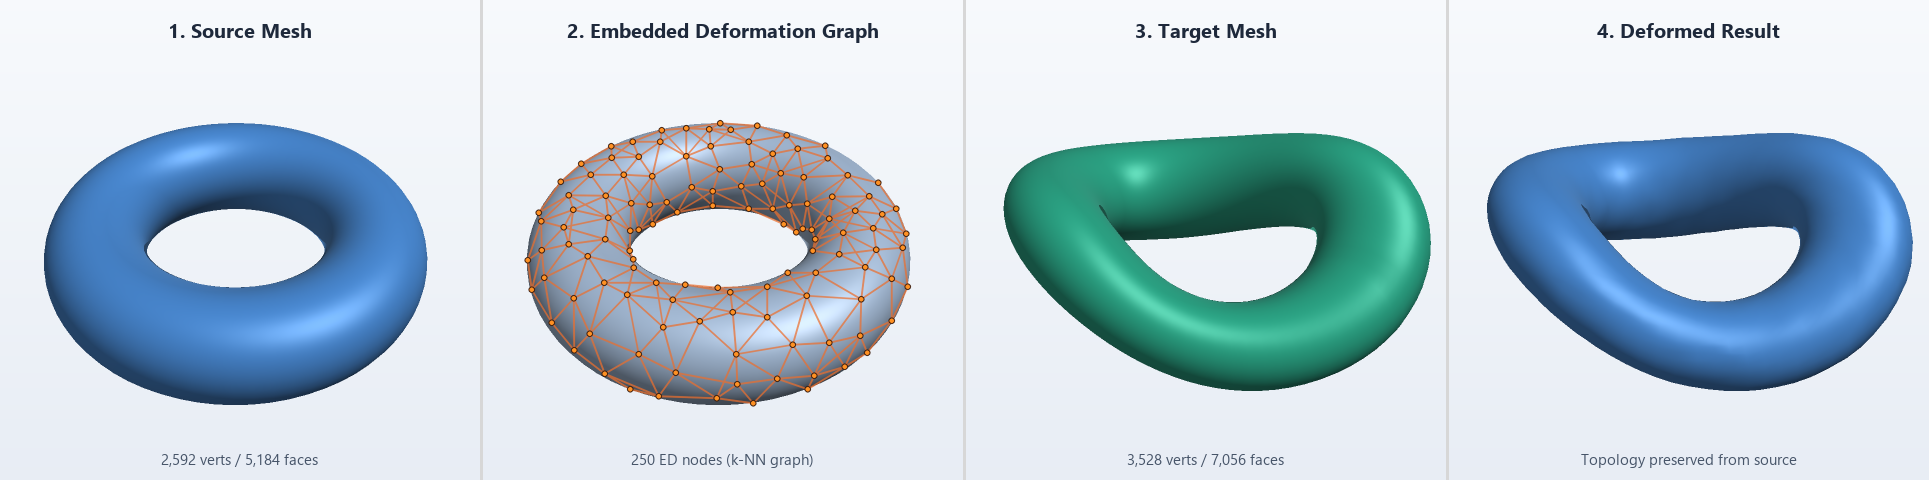 1. Source Mesh
2. Embedded Deformation Graph
3. Target Mesh
4. Deformed Result
2,592 verts / 5,184 faces
250 ED nodes (k-NN graph)
3,528 verts / 7,056 faces
Topology preserved from source